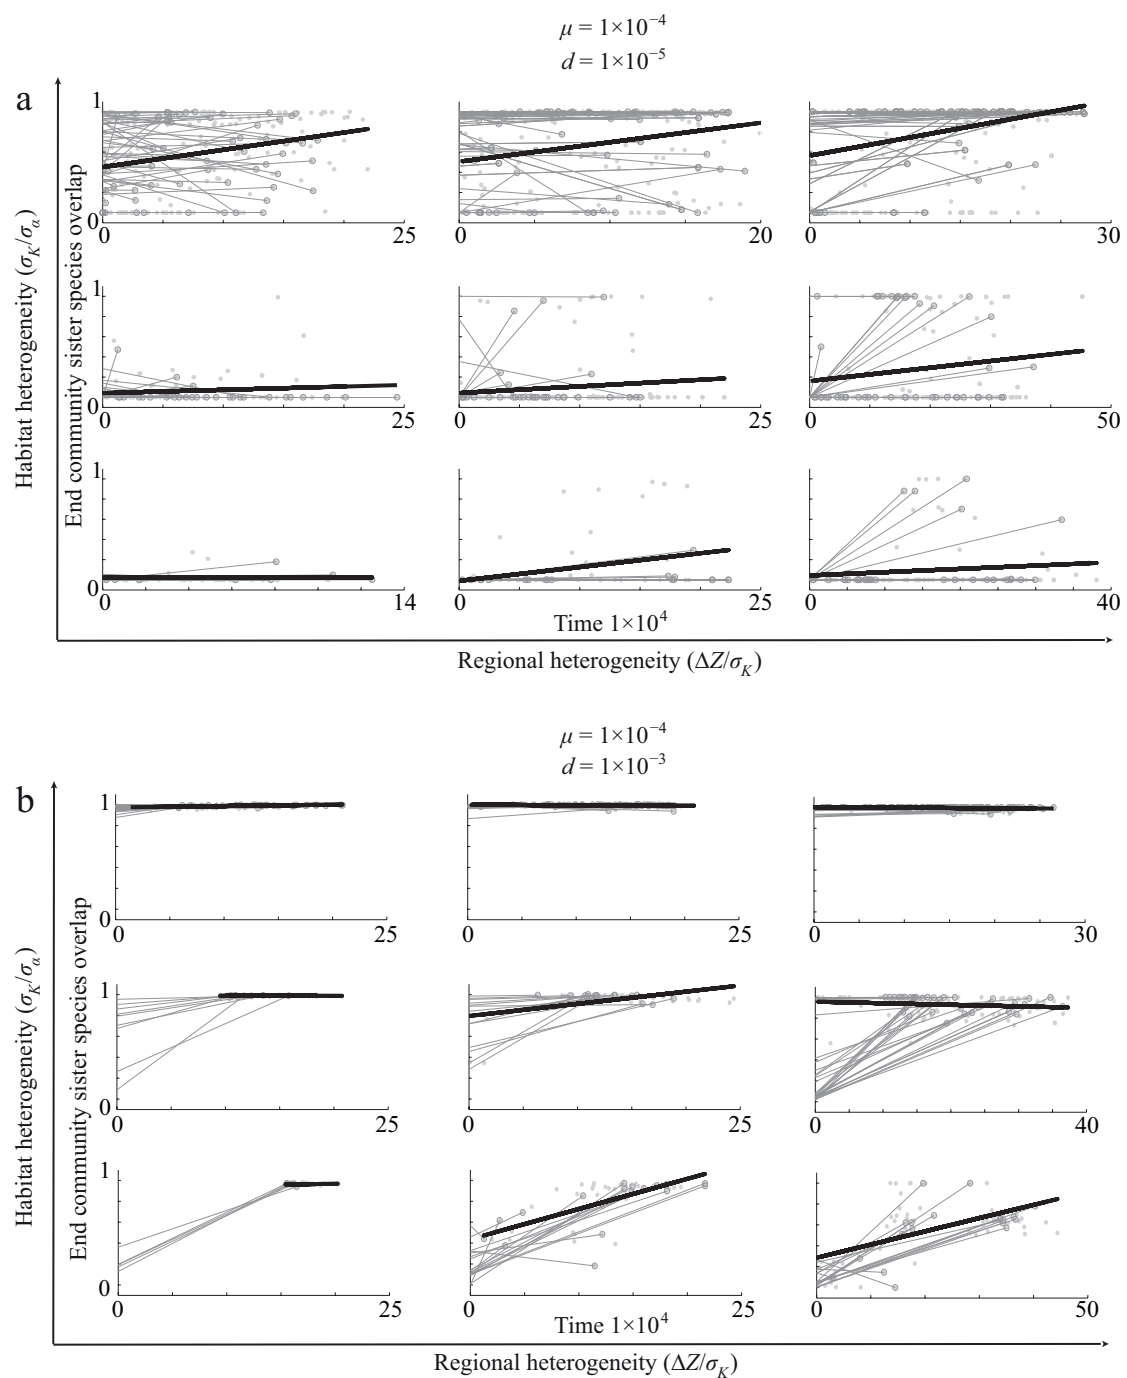 μ = 1×10⁻⁴
d = 1×10⁻⁵
a
Habitat heterogeneity (σK/σα)
End community sister species overlap
1
0
0 25
0 20
0 30
1
0
0 25
0 25
0 50
1
0
0 14
0 25
0 40
Time 1×10⁴
Regional heterogeneity (ΔZ/σK)
μ = 1×10⁻⁴
d = 1×10⁻³
b
Habitat heterogeneity (σK/σα)
End community sister species overlap
1
0
0 25
0 25
0 30
1
0
0 25
0 25
0 40
1
0
0 25
0 25
0 50
Time 1×10⁴
Regional heterogeneity (ΔZ/σK)